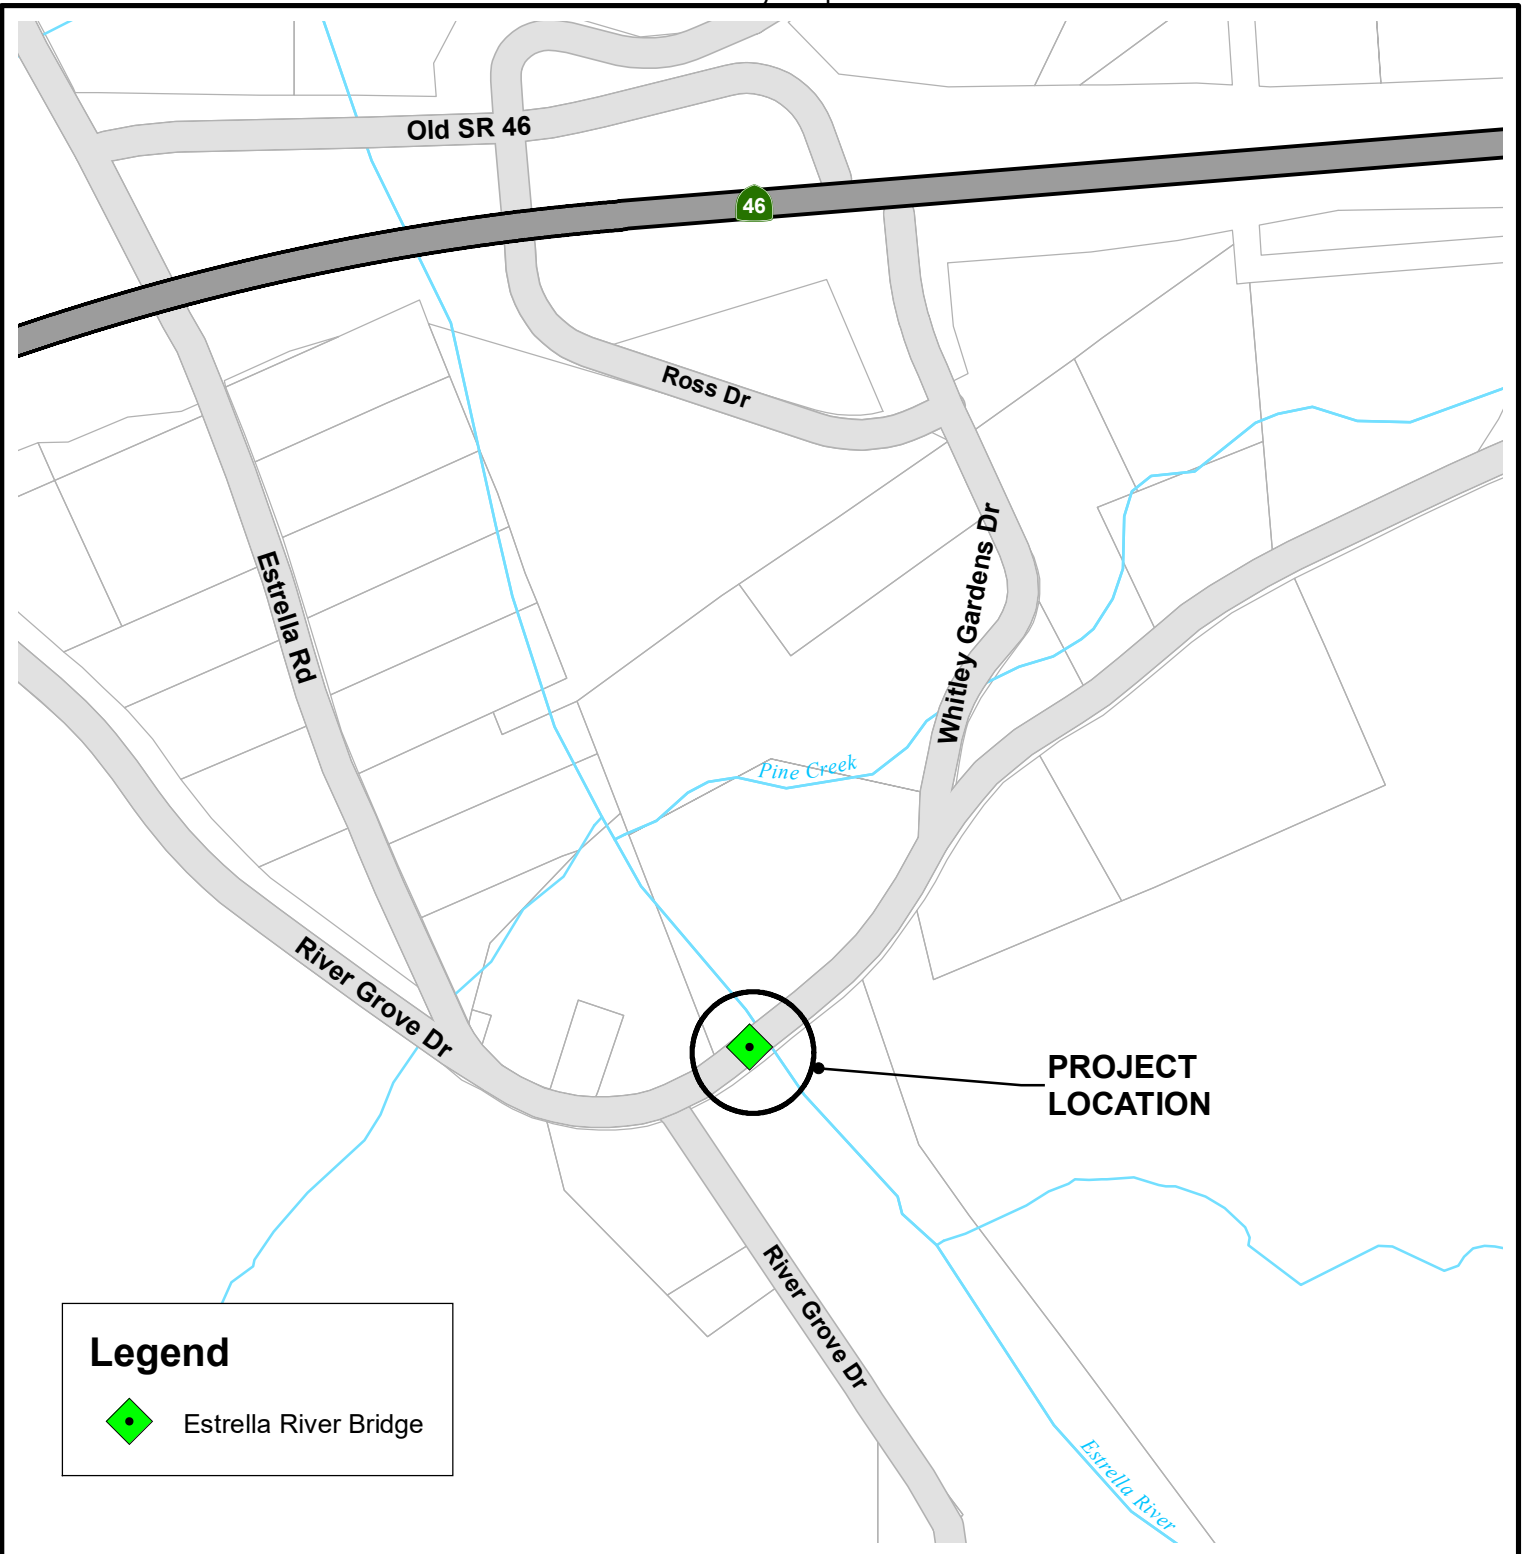 Old SR 46
46
Ross Dr
Estrella Rd
Whitley Gardens Dr
Pine Creek
River Grove Dr
PROJECT
LOCATION
River Grove Dr
Legend
Estrella River Bridge
Estrella River